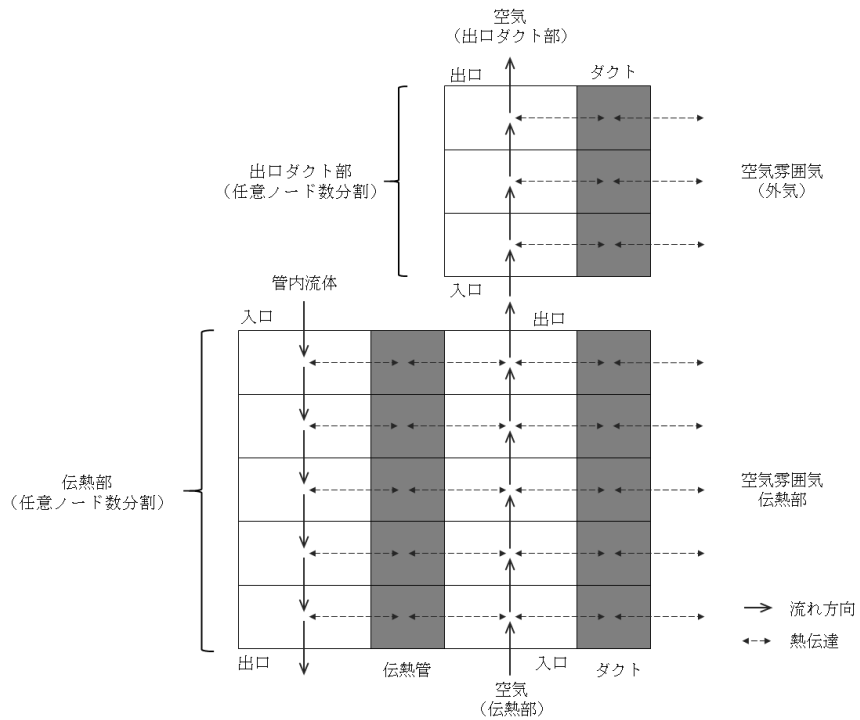 空気
（出口ダクト部）
出口
ダクト
出口ダクト部
（任意ノード数分割）
空気雰囲気
（外気）
管内流体
入口
入口
出口
伝熱部
（任意ノード数分割）
空気雰囲気
伝熱部
流れ方向
熱伝達
出口
伝熱管
入口
ダクト
空気
（伝熱部）